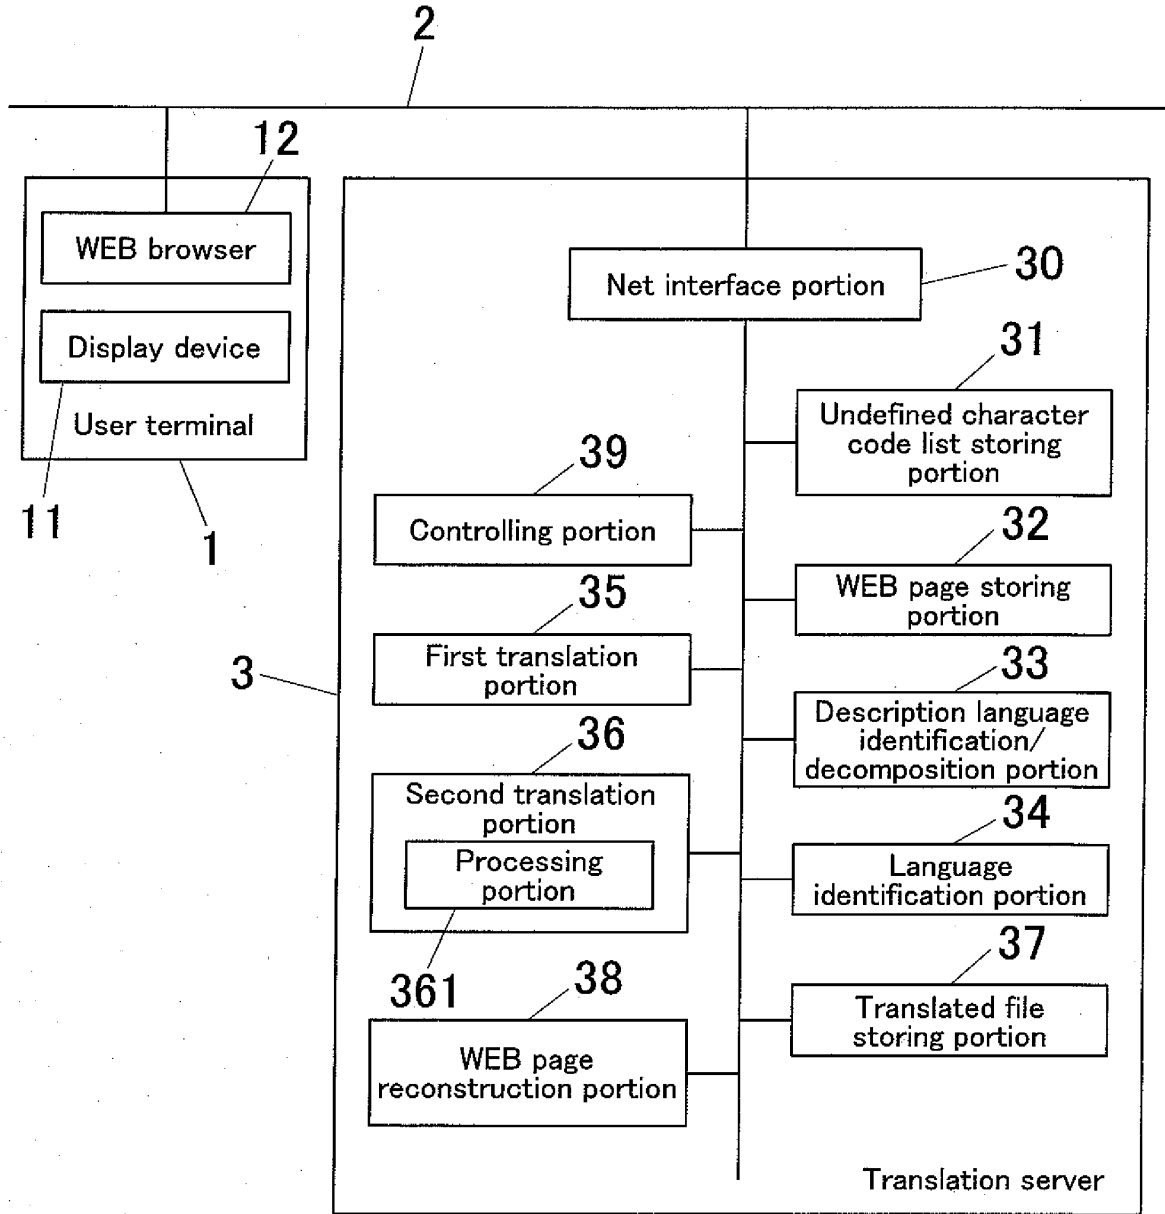 2
12
WEB browser
Display device
User terminal
11
1
Net interface portion
30
31
Undefined character
code list storing
portion
39
Controlling portion
32
WEB page storing
portion
35
First translation
portion
3
33
Description language
identification/
decomposition portion
36
Second translation
portion
Processing
portion
361
34
Language
identification portion
37
Translated file
storing portion
38
WEB page
reconstruction portion
Translation server